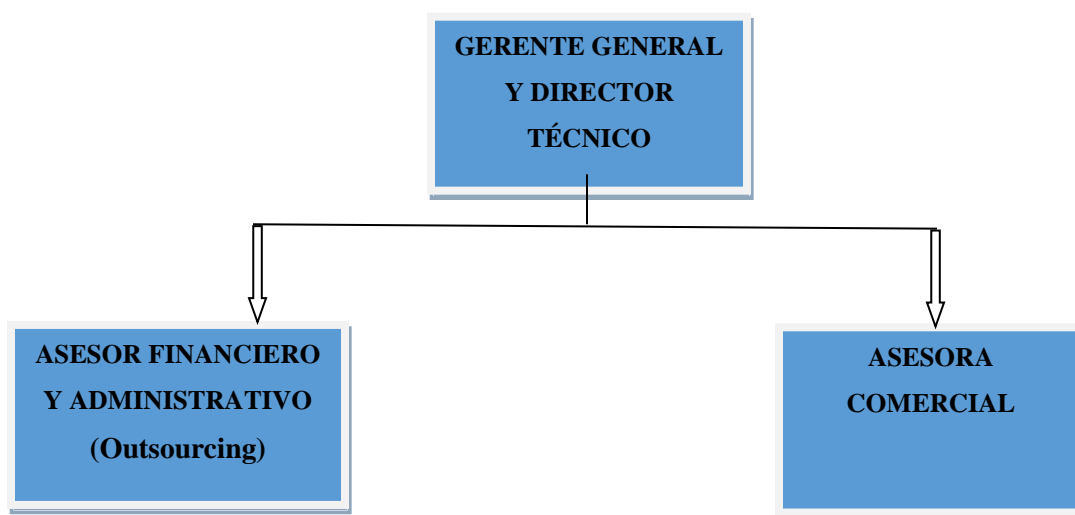 GERENTE GENERAL
Y DIRECTOR
TÉCNICO
ASESOR FINANCIERO
Y ADMINISTRATIVO
(Outsourcing)
ASESORA
COMERCIAL